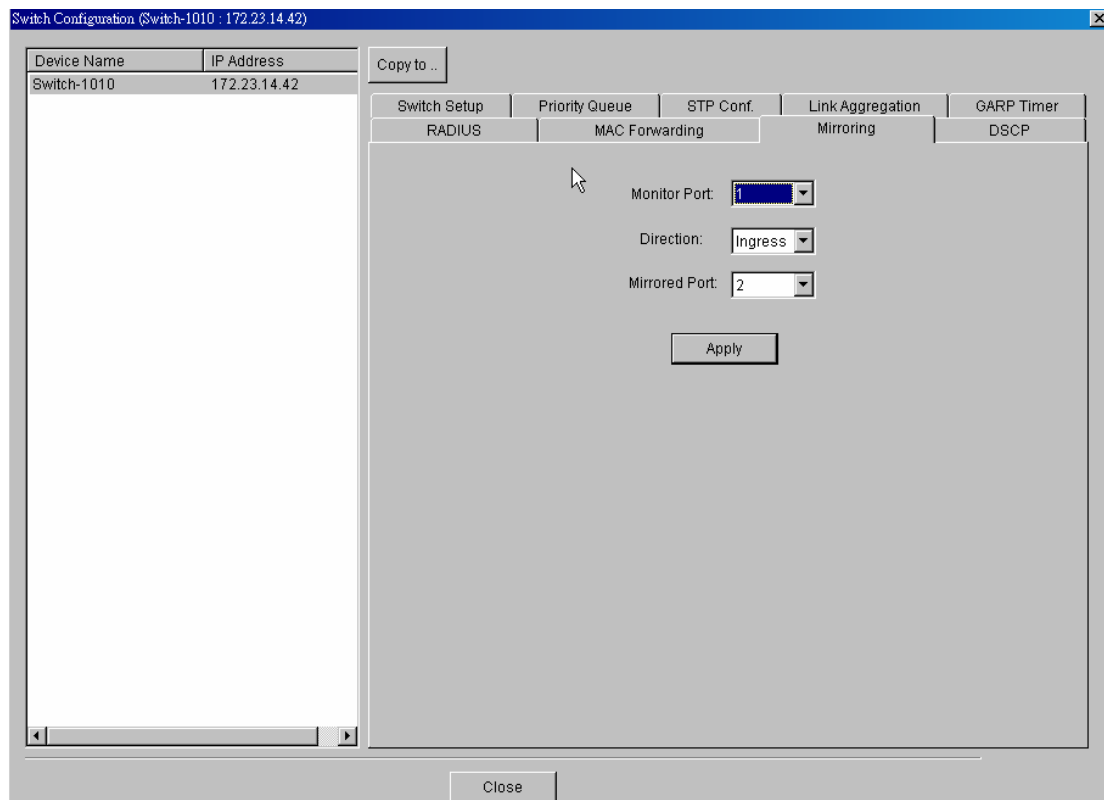 Switch Configuration (Switch-1010 : 172.23.14.42)
Device Name IP Address
Switch-1010 172.23.14.42
Copy to ..
Switch Setup Priority Queue STP Conf. Link Aggregation GARP Timer
RADIUS MAC Forwarding Mirroring DSCP
Monitor Port: 1
Direction: Ingress
Mirrored Port: 2
Apply
Close